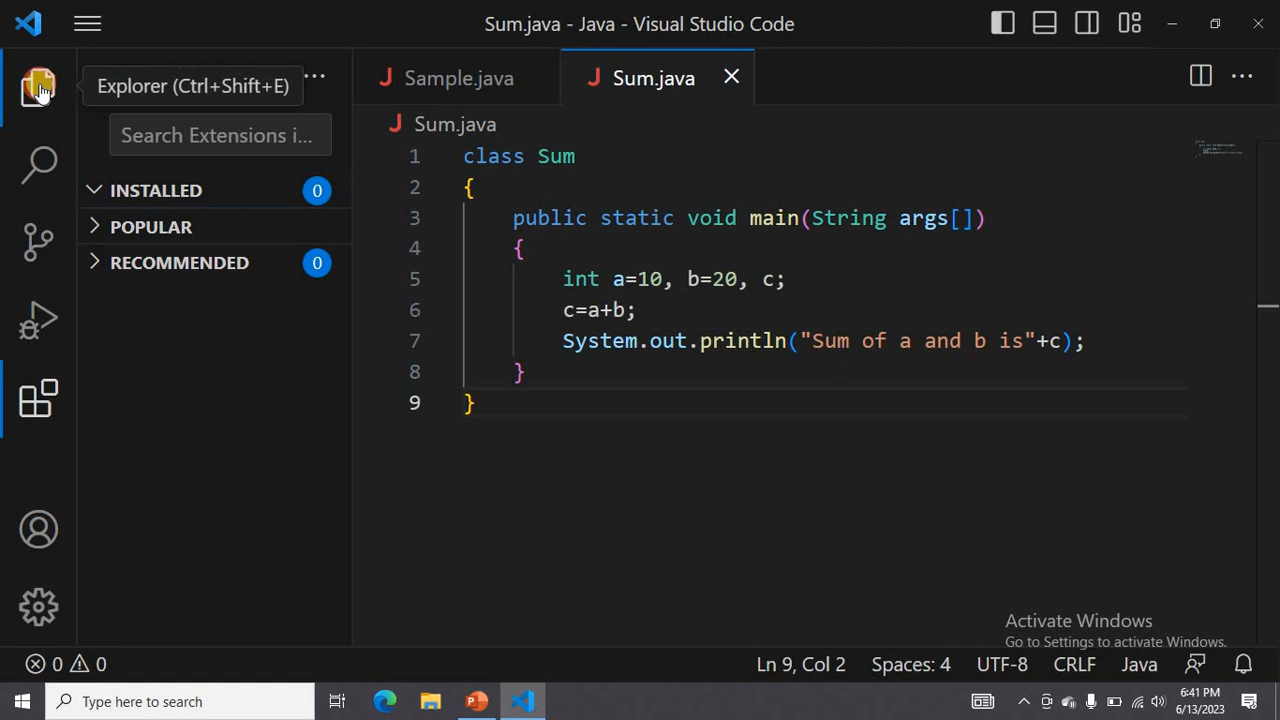 Sum.java - Java - Visual Studio Code
Explorer (Ctrl+Shift+E)
Search Extensions i...
INSTALLED 0
POPULAR
RECOMMENDED 0
Sample.java
Sum.java
Sum.java
1 class Sum
2 {
3 public static void main(String args[])
4 {
5 int a=10, b=20, c;
6 c=a+b;
7 System.out.println("Sum of a and b is"+c);
8 }
9 }
Activate Windows
Go to Settings to activate Windows.
0 0
Ln 9, Col 2 Spaces: 4 UTF-8 CRLF Java
Type here to search
6:41 PM
6/13/2023